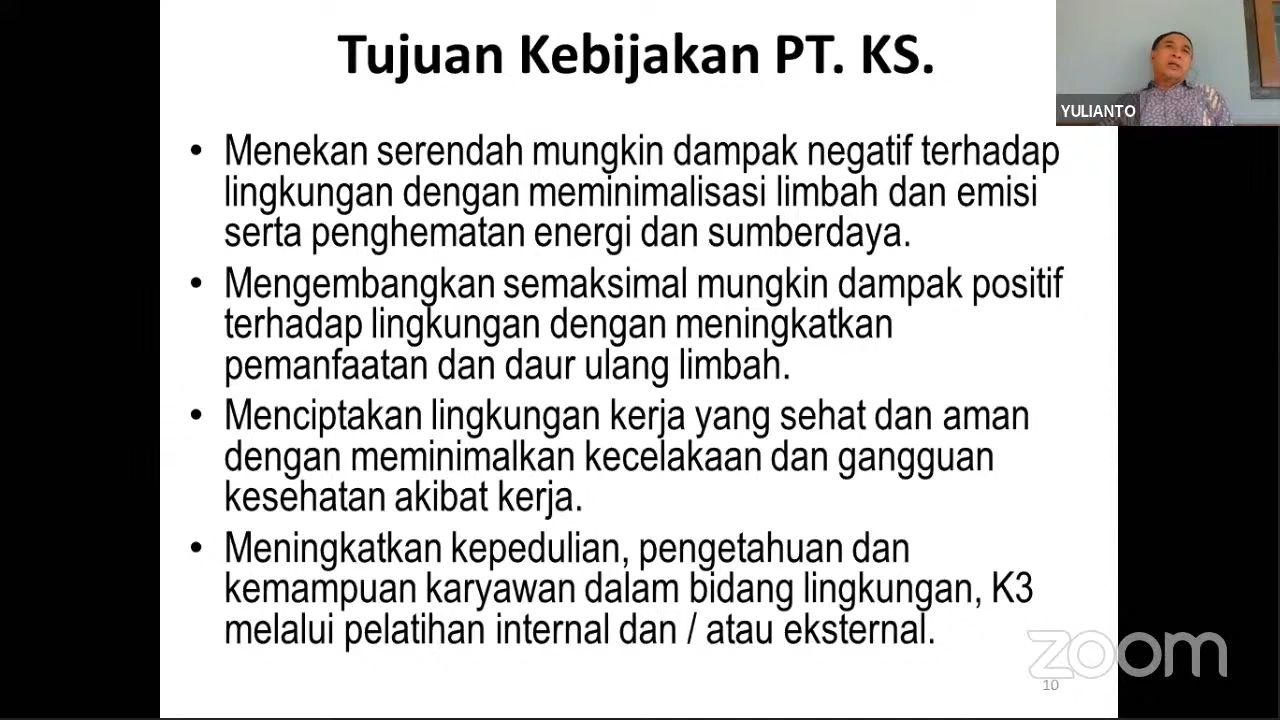 Tujuan Kebijakan PT. KS.
YULIANTO
• Menekan serendah mungkin dampak negatif terhadap
lingkungan dengan meminimalisasi limbah dan emisi
serta penghematan energi dan sumberdaya.
• Mengembangkan semaksimal mungkin dampak positif
terhadap lingkungan dengan meningkatkan
pemanfaatan dan daur ulang limbah.
• Menciptakan lingkungan kerja yang sehat dan aman
dengan meminimalkan kecelakaan dan gangguan
kesehatan akibat kerja.
• Meningkatkan kepedulian, pengetahuan dan
kemampuan karyawan dalam bidang lingkungan, K3
melalui pelatihan internal dan / atau eksternal.
zoom
10